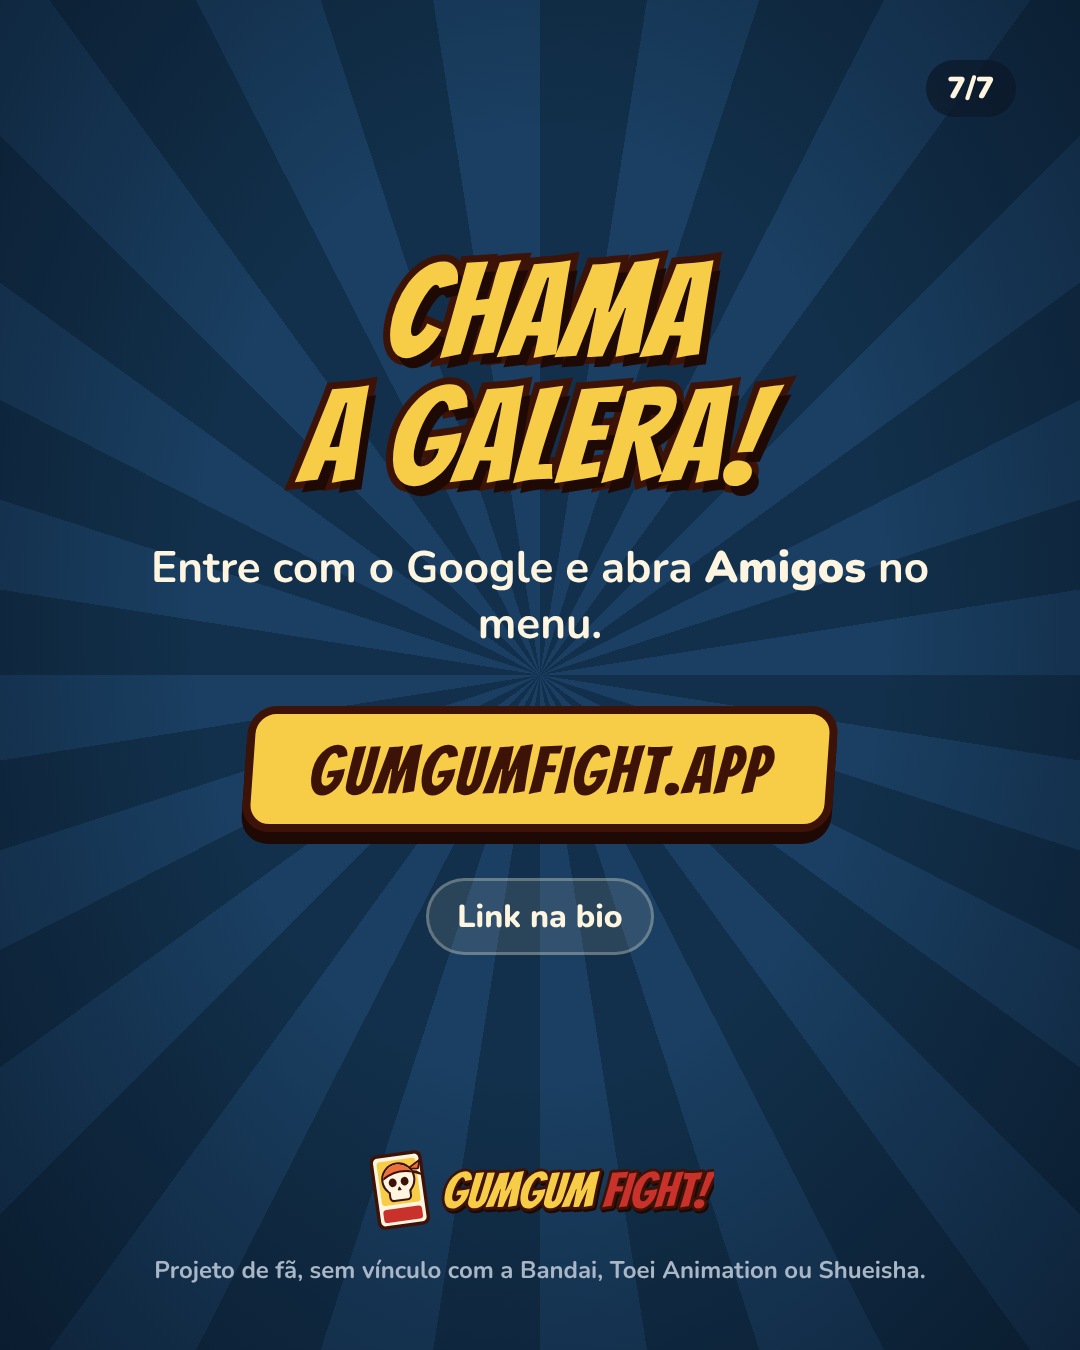 7/7
CHAMA
A GALERA!
Entre com o Google e abra Amigos no
menu.
GUMGUMFIGHT.APP
Link na bio
GUMGUM FIGHT!
Projeto de fã, sem vínculo com a Bandai, Toei Animation ou Shueisha.